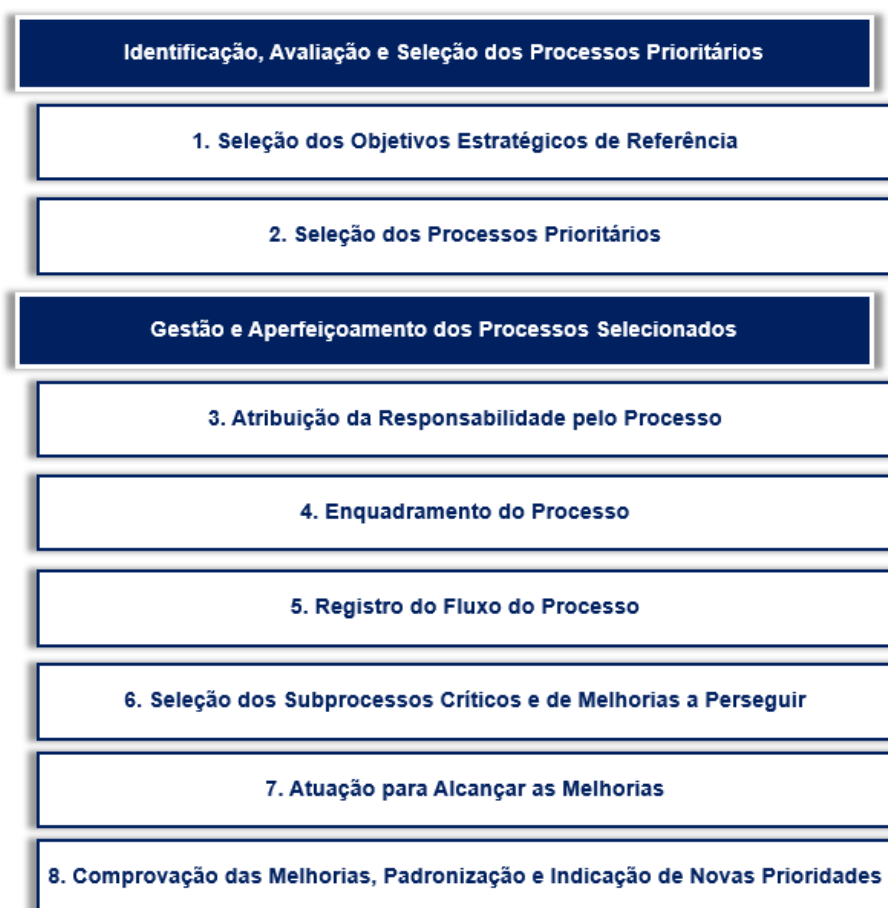 Identificação, Avaliação e Seleção dos Processos Prioritários
1. Seleção dos Objetivos Estratégicos de Referência
2. Seleção dos Processos Prioritários
Gestão e Aperfeiçoamento dos Processos Selecionados
3. Atribuição da Responsabilidade pelo Processo
4. Enquadramento do Processo
5. Registro do Fluxo do Processo
6. Seleção dos Subprocessos Críticos e de Melhorias a Perseguir
7. Atuação para Alcançar as Melhorias
8. Comprovação das Melhorias, Padronização e Indicação de Novas Prioridades